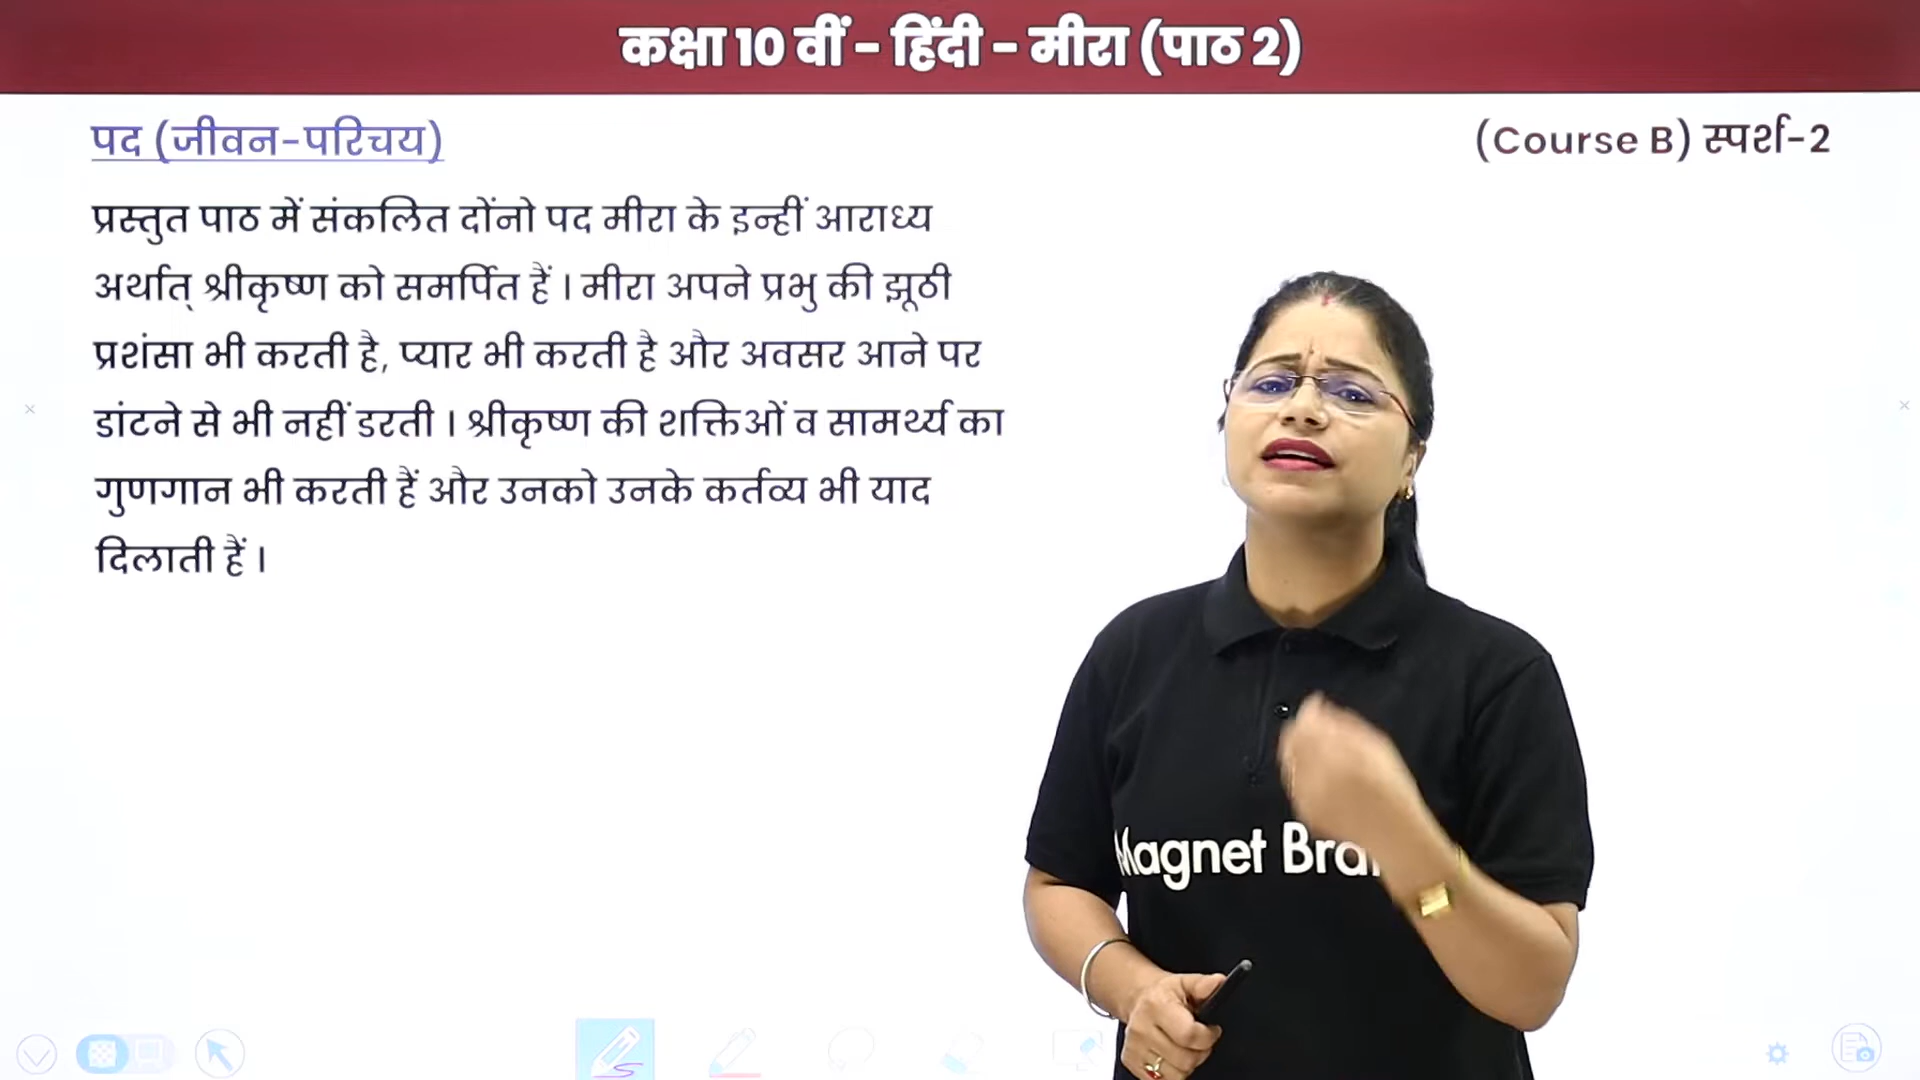 कक्षा 10 वीं - हिंदी - मीरा (पाठ 2)
पद (जीवन-परिचय)
(Course B) स्पर्श-2
प्रस्तुत पाठ में संकलित दोंनो पद मीरा के इन्हीं आराध्य
अर्थात् श्रीकृष्ण को समर्पित हैं । मीरा अपने प्रभु की झूठी
प्रशंसा भी करती है, प्यार भी करती है और अवसर आने पर
डांटने से भी नहीं डरती । श्रीकृष्ण की शक्तिओं व सामर्थ्य का
गुणगान भी करती हैं और उनको उनके कर्तव्य भी याद
दिलाती हैं ।
Magnet Brai